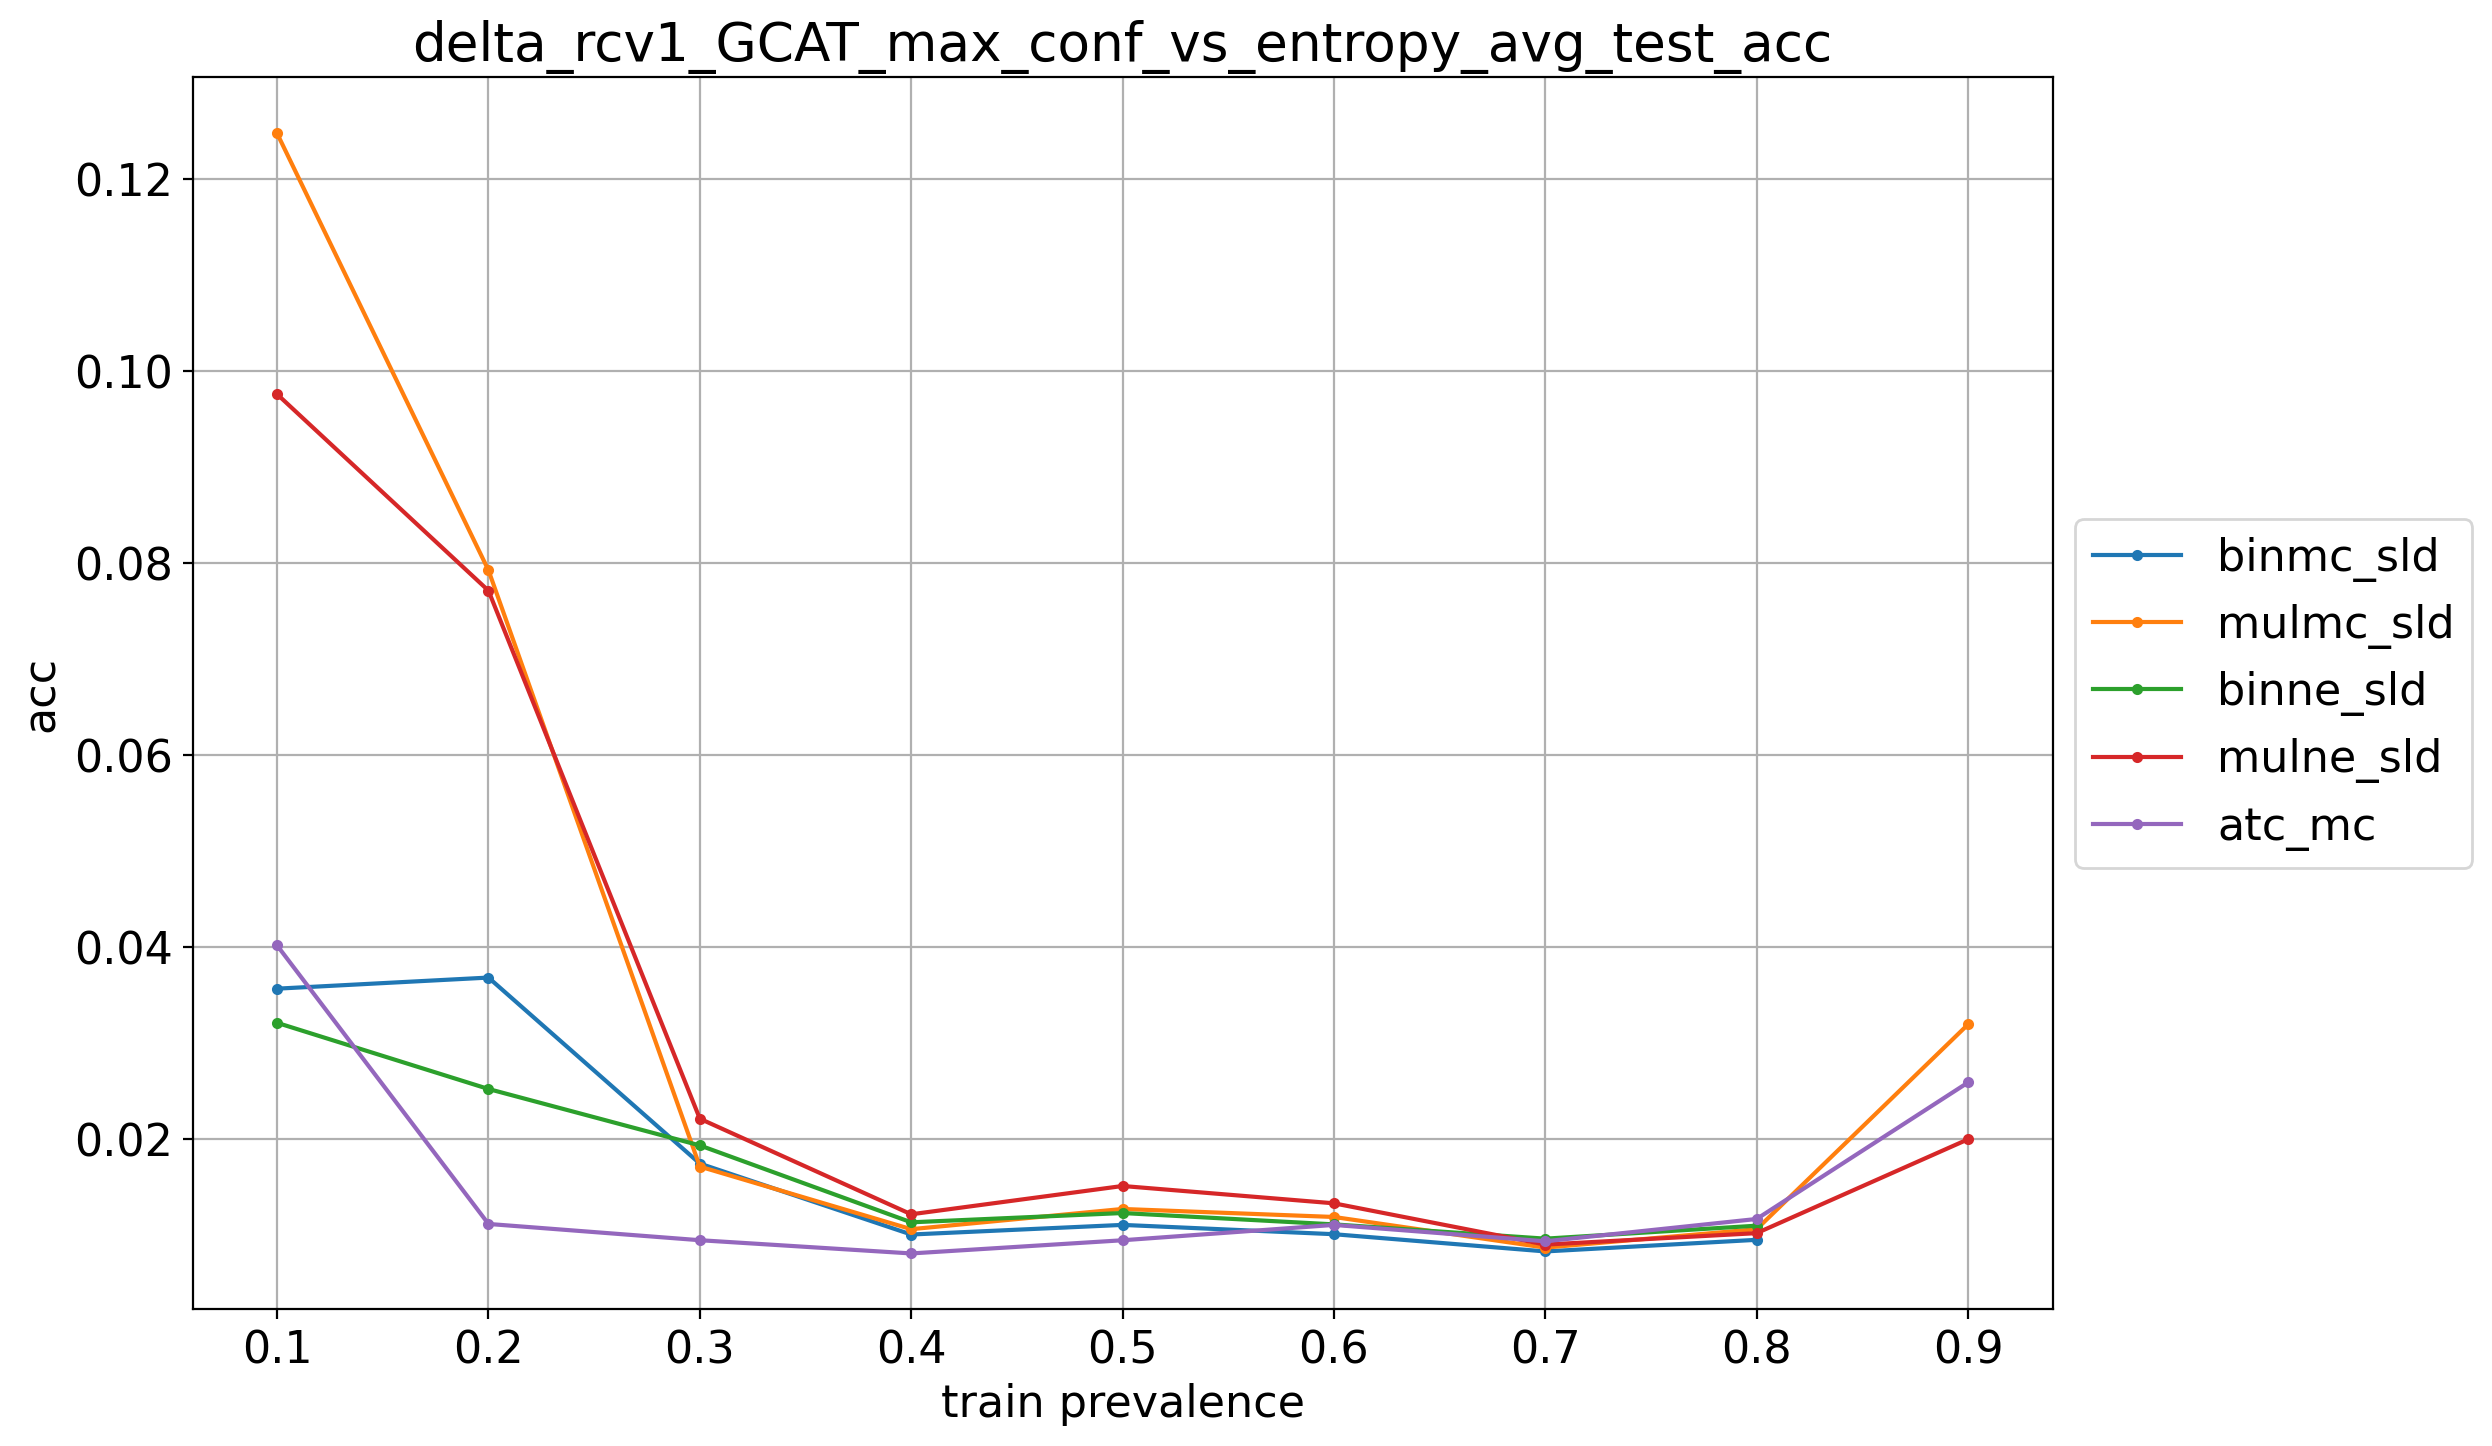 delta_rcv1_GCAT_max_conf_vs_entropy_avg_test_acc
0.12
0.10
0.08
0.06
0.04
0.02
acc
0.1 0.2 0.3 0.4 0.5 0.6 0.7 0.8 0.9
train prevalence
binmc_sld
mulmc_sld
binne_sld
mulne_sld
atc_mc